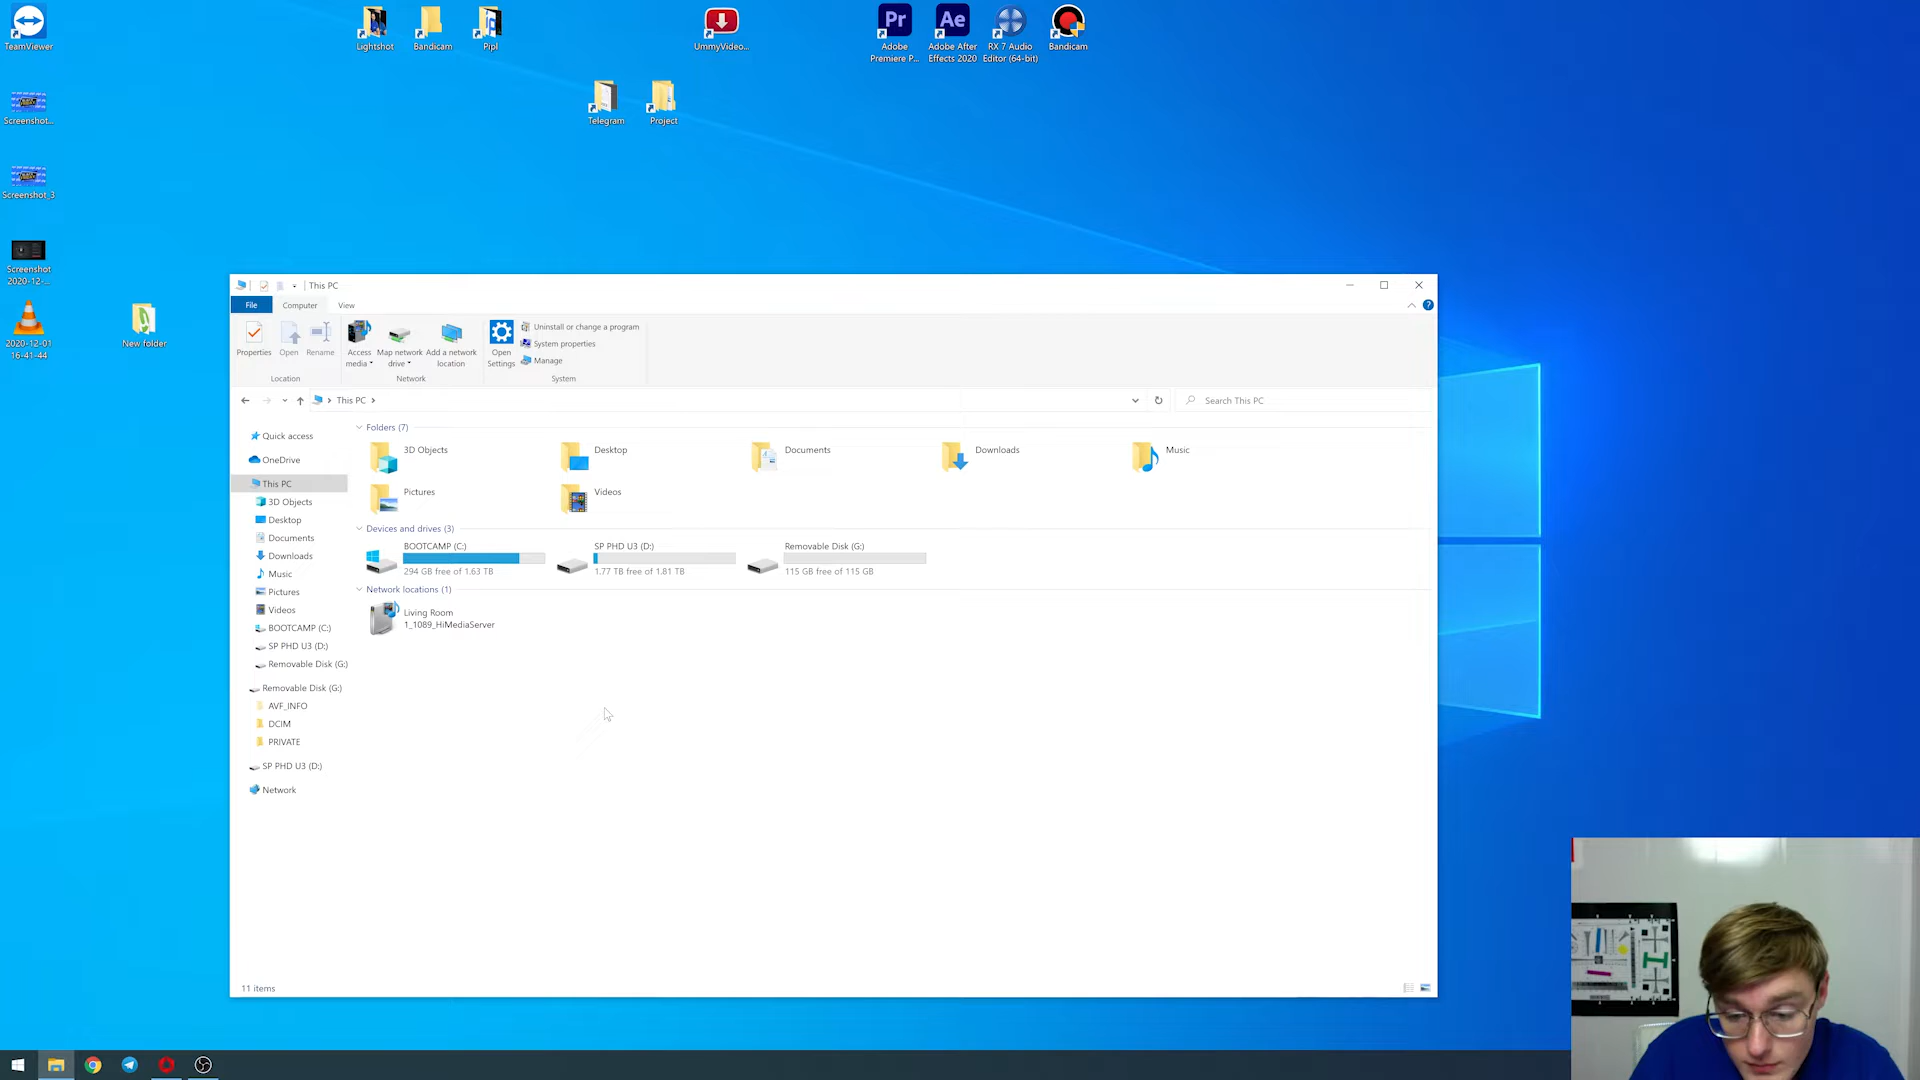 TeamViewer
Lightshot
Bandicam
Pipl
UmmyVideo...
Pr
Adobe
Premiere P...
Ae
Adobe After
Effects 2020
RX 7 Audio
Editor (64-bit)
Bandicam
Telegram
Project
Screenshot...
Screenshot_3
Screenshot
2020-12-...
2020-12-01
16-41-44
New folder
This PC
File
Computer
View
Properties
Open
Rename
Access
media
Map network
drive
Add a network
location
Open
Settings
Uninstall or change a program
System properties
Manage
Location
Network
System
This PC
Search This PC
Quick access
OneDrive
This PC
3D Objects
Desktop
Documents
Downloads
Music
Pictures
Videos
BOOTCAMP (C:)
SP PHD U3 (D:)
Removable Disk (G:)
Removable Disk (G:)
AVF_INFO
DCIM
PRIVATE
SP PHD U3 (D:)
Network
Folders (7)
3D Objects
Desktop
Documents
Downloads
Music
Pictures
Videos
Devices and drives (3)
BOOTCAMP (C:)
294 GB free of 1.63 TB
SP PHD U3 (D:)
1.77 TB free of 1.81 TB
Removable Disk (G:)
115 GB free of 115 GB
Network locations (1)
Living Room
1_1089_HiMediaServer
11 items